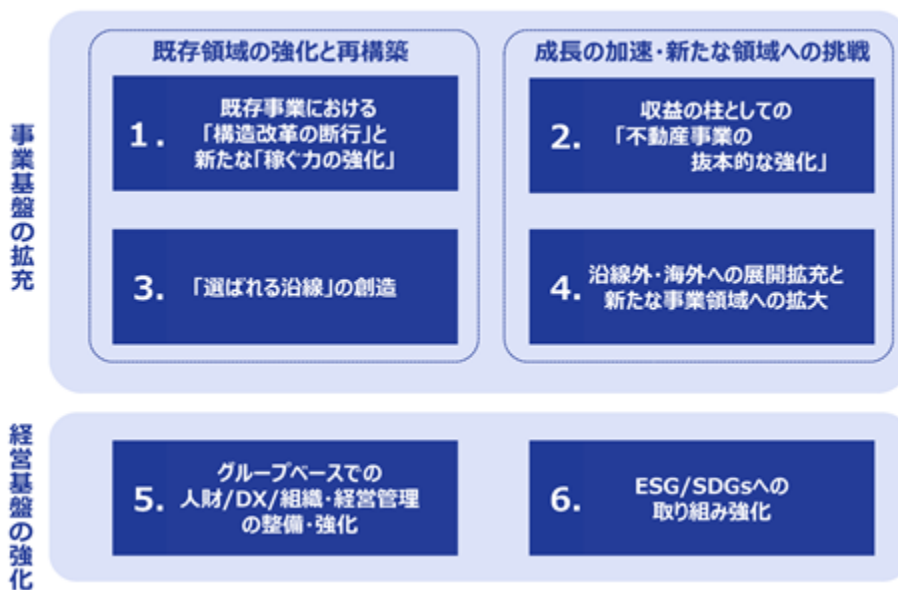 事業基盤の拡充
既存領域の強化と再構築
1.
既存事業における
「構造改革の断行」と
新たな「稼ぐ力の強化」
成長の加速・新たな領域への挑戦
2.
収益の柱としての
「不動産事業の
抜本的な強化」
3.
「選ばれる沿線」の創造
4.
沿線外・海外への展開拡充と
新たな事業領域への拡大
経営基盤の強化
5.
グループベースでの
人財/DX/組織・経営管理
の整備・強化
6.
ESG/SDGsへの
取り組み強化